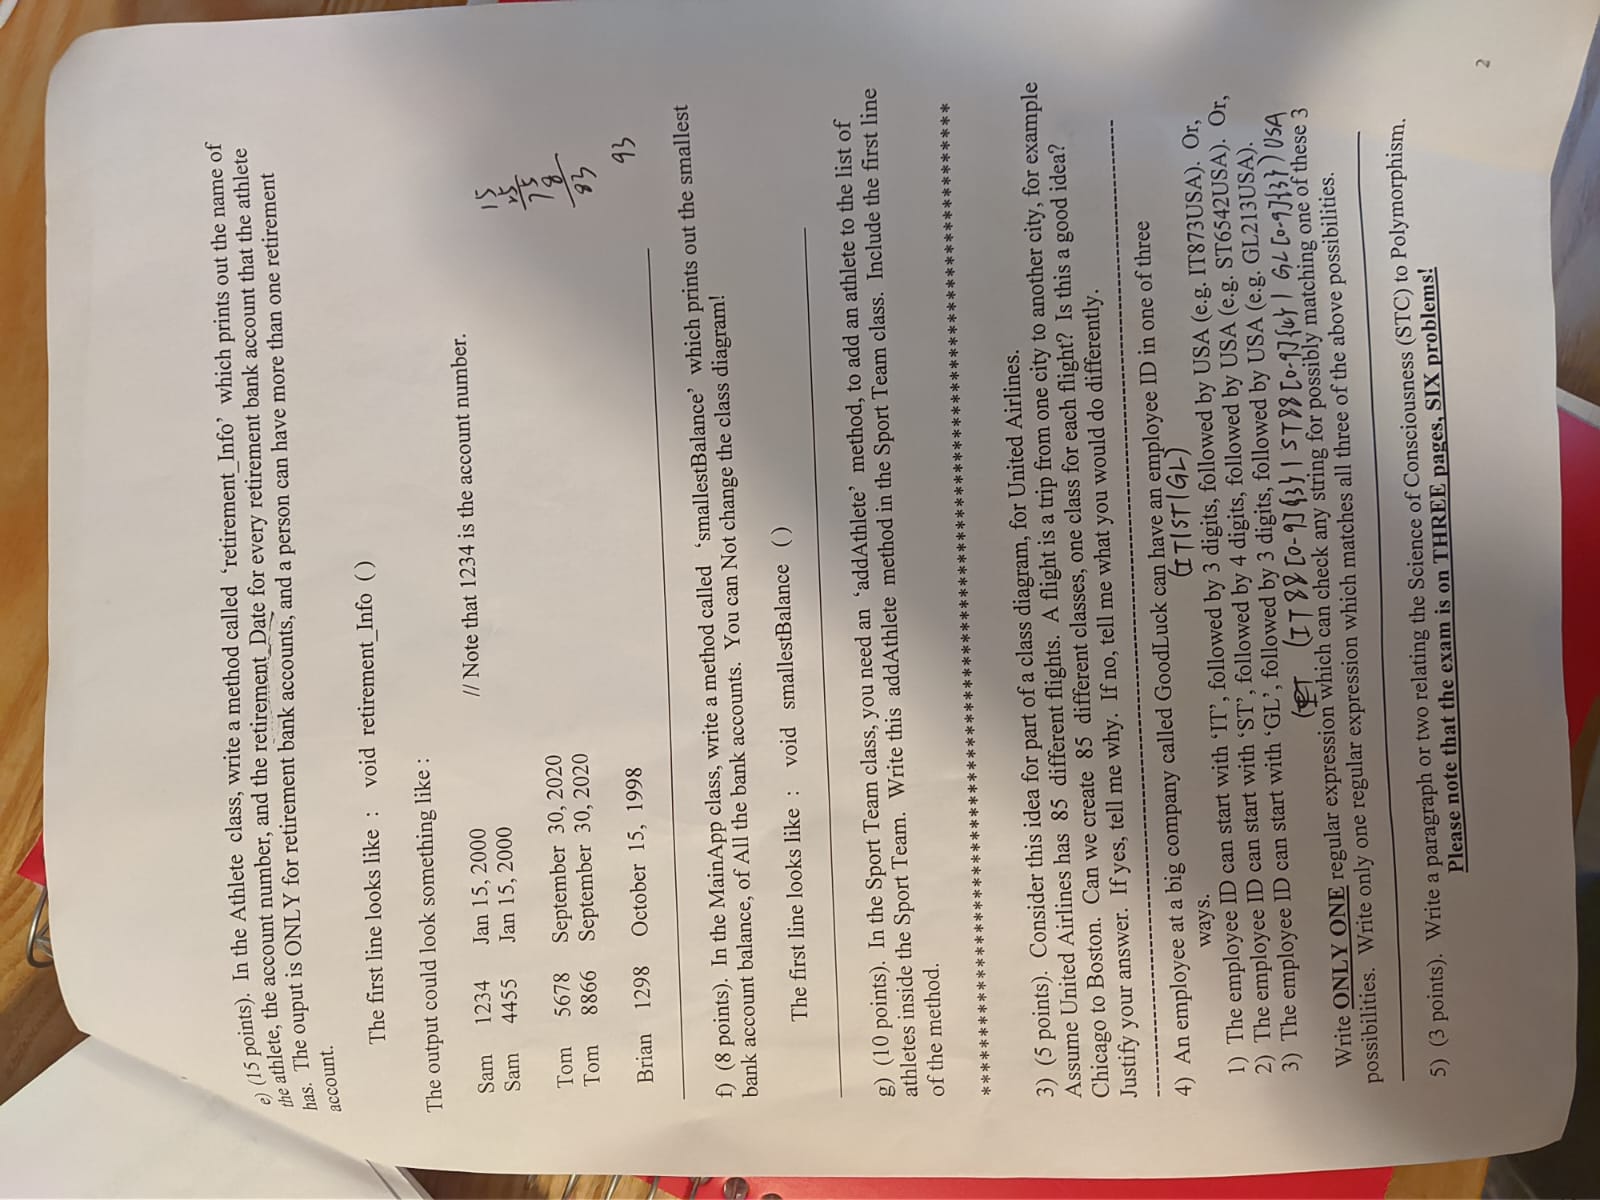 e) (15 points). In the Athlete class, write a method called ‘retirement_Info’ which prints out the name of
the athlete, the account number, and the retirement_Date for every retirement bank account that the athlete
has. The ouput is ONLY for retirement bank accounts, and a person can have more than one retirement
account.
The first line looks like : void retirement_Info ( )
The output could look something like :
Sam 1234 Jan 15, 2000 // Note that 1234 is the account number.
Sam 4455 Jan 15, 2000
15
15
75
8
83
Tom 5678 September 30, 2020
Tom 8866 September 30, 2020
93
Brian 1298 October 15, 1998
f) (8 points). In the MainApp class, write a method called ‘smallestBalance’ which prints out the smallest
bank account balance, of All the bank accounts. You can Not change the class diagram!
The first line looks like : void smallestBalance ( )
g) (10 points). In the Sport Team class, you need an ‘addAthlete’ method, to add an athlete to the list of
athletes inside the Sport Team. Write this addAthlete method in the Sport Team class. Include the first line
of the method.
3) (5 points). Consider this idea for part of a class diagram, for United Airlines.
Assume United Airlines has 85 different flights. A flight is a trip from one city to another city, for example
Chicago to Boston. Can we create 85 different classes, one class for each flight? Is this a good idea?
Justify your answer. If yes, tell me why. If no, tell me what you would do differently.
4) An employee at a big company called GoodLuck can have an employee ID in one of three
ways.
(IT|ST|GL)
1) The employee ID can start with ‘IT’, followed by 3 digits, followed by USA (e.g. IT873USA). Or,
2) The employee ID can start with ‘ST’, followed by 4 digits, followed by USA (e.g. ST6542USA). Or,
3) The employee ID can start with ‘GL’, followed by 3 digits, followed by USA (e.g. GL213USA).
(IT && [0-9]{3} | ST && [0-9]{4} | GL [0-9]{3}) USA
Write ONLY ONE regular expression which can check any string for possibly matching one of these 3
possibilities. Write only one regular expression which matches all three of the above possibilities.
5) (3 points). Write a paragraph or two relating the Science of Consciousness (STC) to Polymorphism.
Please note that the exam is on THREE pages, SIX problems!
2